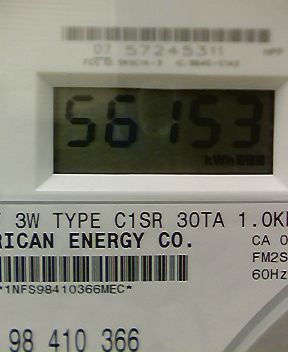 07 57245311
56153
kWh
3W TYPE C1SR 30TA 1.0K
RICAN ENERGY CO.
CA 0
FM2S
60Hz
*1NFS98410366MEC*
98 410 366